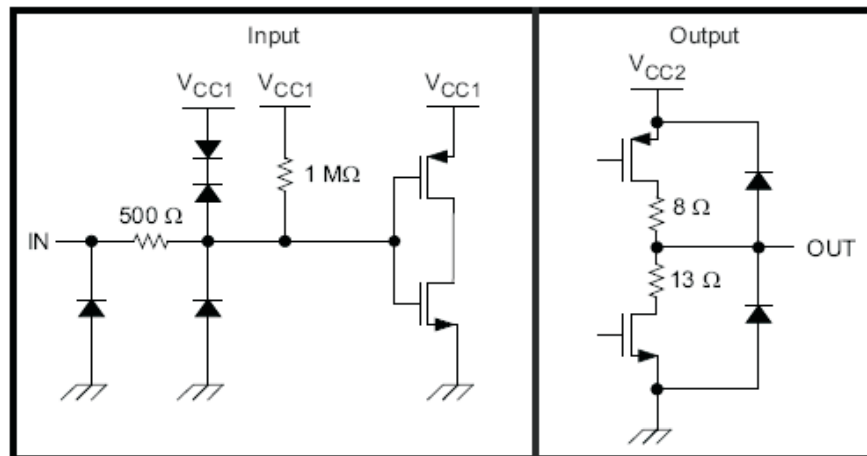 Input
VCC1
VCC1
VCC1
1 MΩ
500 Ω
IN
Output
VCC2
8 Ω
OUT
13 Ω